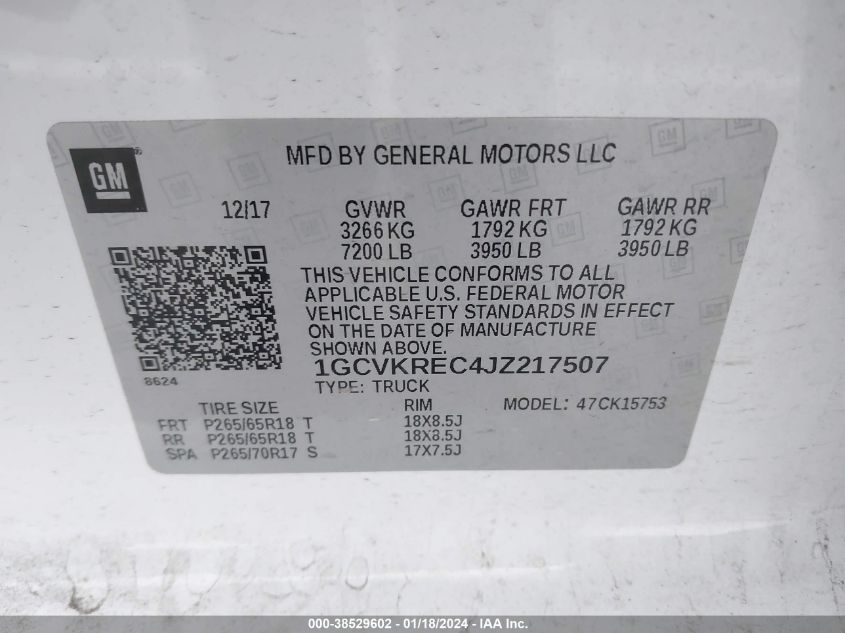 GM®
MFD BY GENERAL MOTORS LLC
12/17 GVWR GAWR FRT GAWR RR
3266 KG 1792 KG 1792 KG
7200 LB 3950 LB 3950 LB
THIS VEHICLE CONFORMS TO ALL
APPLICABLE U.S. FEDERAL MOTOR
VEHICLE SAFETY STANDARDS IN EFFECT
ON THE DATE OF MANUFACTURE
SHOWN ABOVE.
1GCVKREC4JZ217507
8624
TYPE: TRUCK
TIRE SIZE RIM MODEL: 47CK15753
FRT P265/65R18 T 18X8.5J
RR P265/65R18 T 18X8.5J
SPA P265/70R17 S 17X7.5J
000-38529602 - 01/18/2024 - IAA Inc.